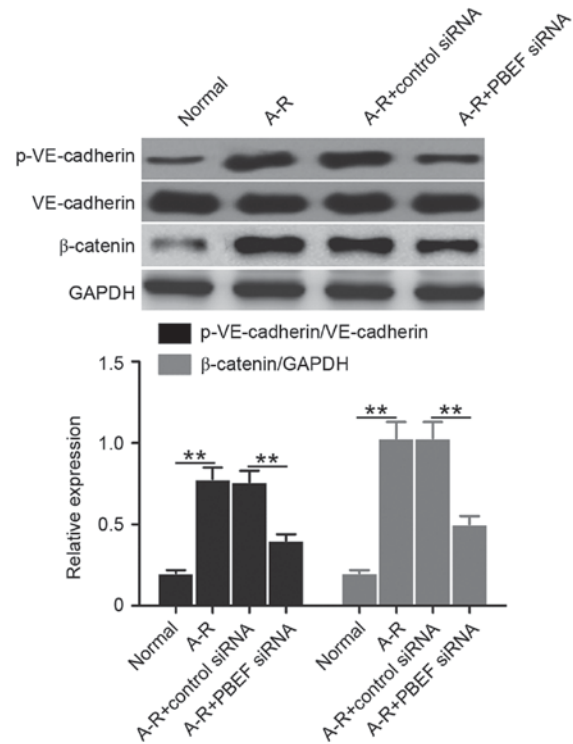 Normal
A-R
A-R+control siRNA
A-R+PBEF siRNA
p-VE-cadherin
VE-cadherin
β-catenin
GAPDH
p-VE-cadherin/VE-cadherin
β-catenin/GAPDH
Relative expression
1.5
1.0
0.5
0
** ** ** **
Normal
A-R
A-R+control siRNA
A-R+PBEF siRNA
Normal
A-R
A-R+control siRNA
A-R+PBEF siRNA